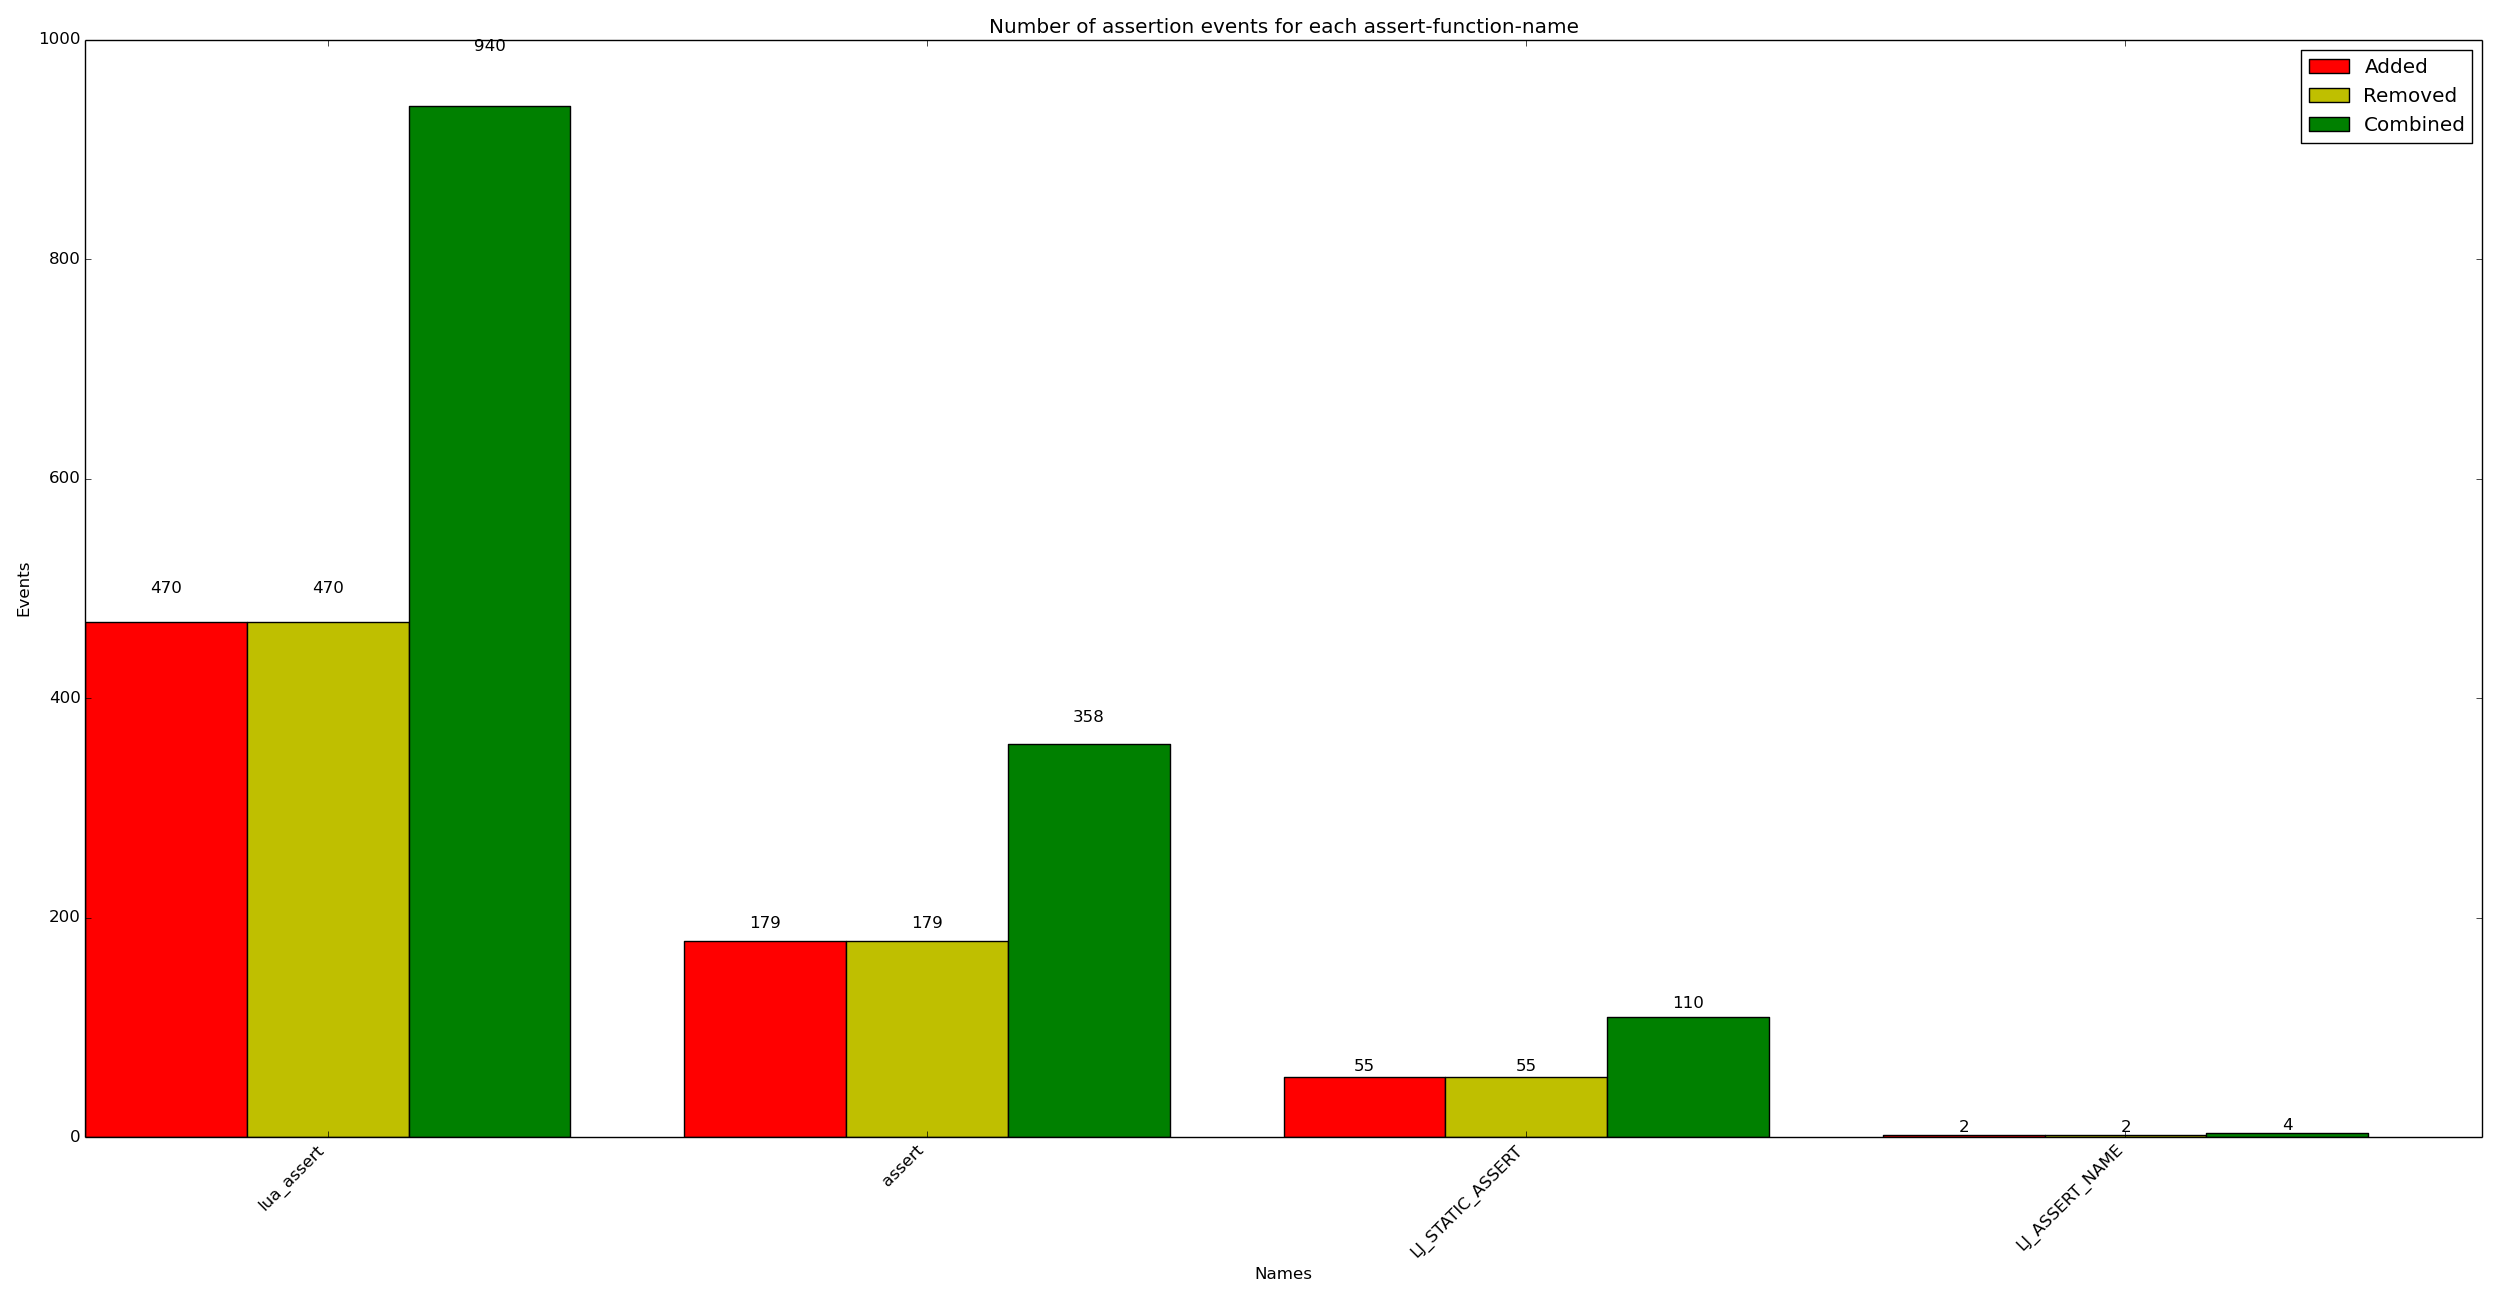 Number of assertion events for each assert-function-name
1000
800
600
400
200
0
Events
940
470
470
179
179
358
55
55
110
2
2
4
Added
Removed
Combined
lua_assert
assert
LJ_STATIC_ASSERT
LJ_ASSERT_NAME
Names